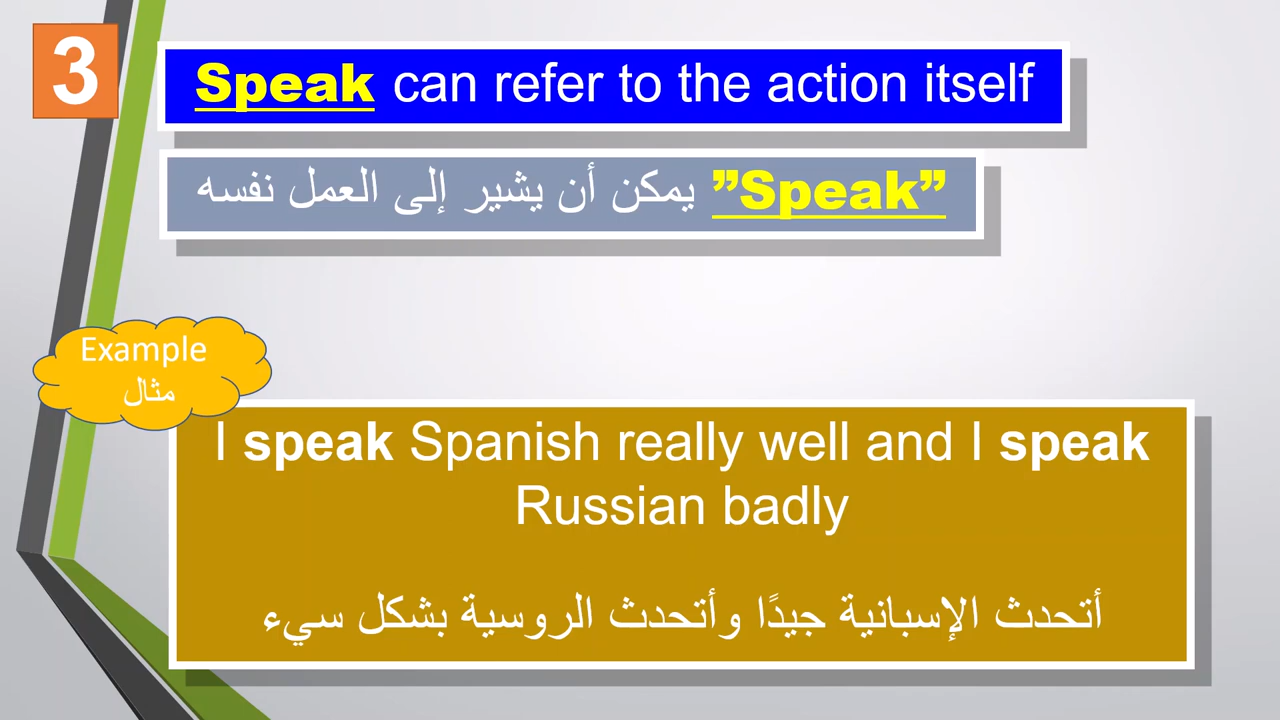 3
Speak can refer to the action itself
”Speak” يمكن أن يشير إلى العمل نفسه
Example
مثال
I speak Spanish really well and I speak
Russian badly
أتحدث الإسبانية جيدًا وأتحدث الروسية بشكل سيء